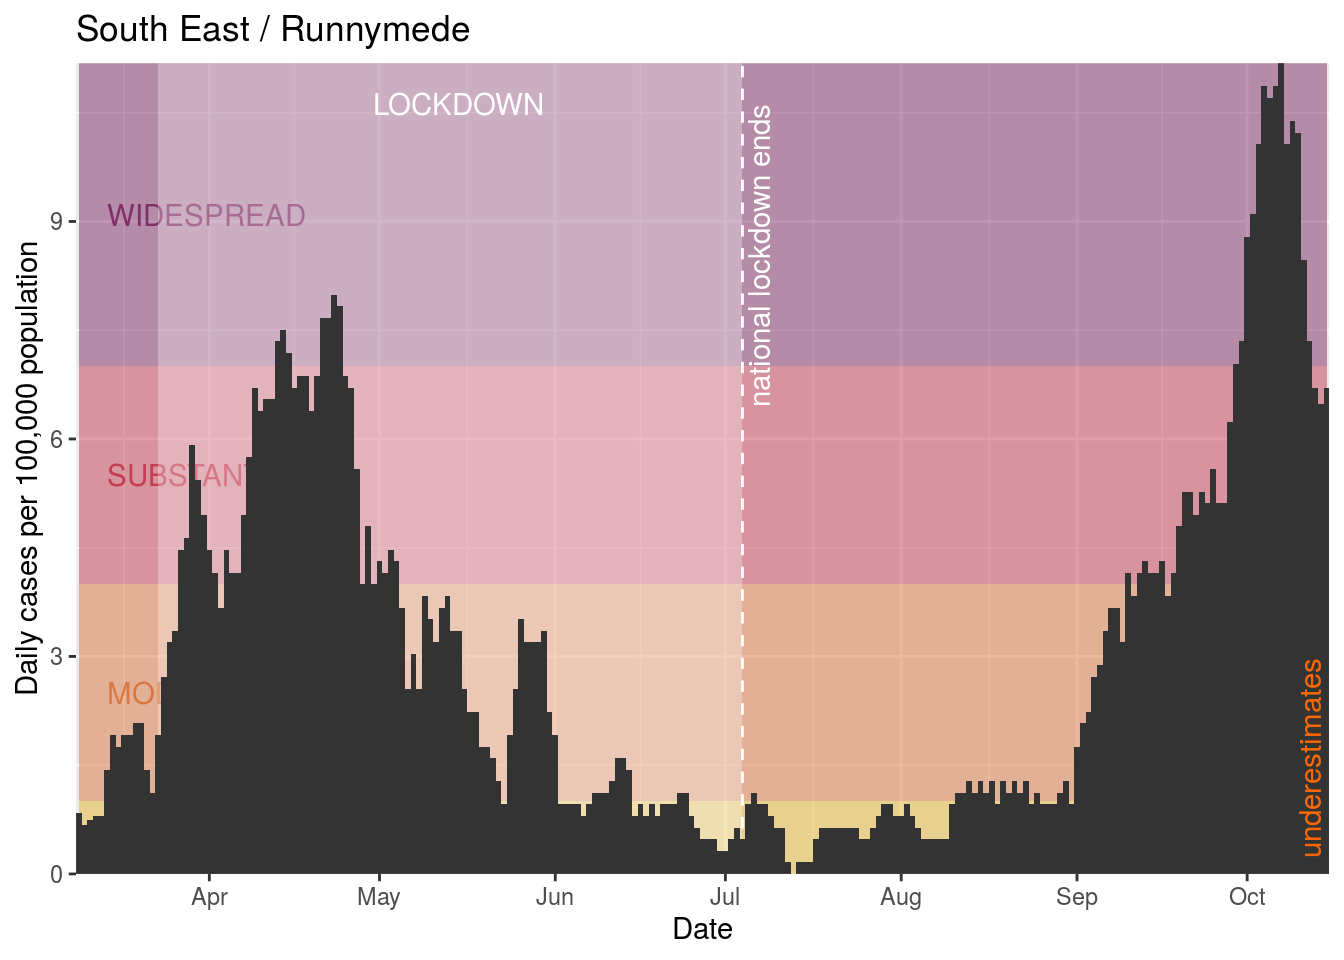 South East / Runnymede
Daily cases per 100,000 population
9
6
3
0
LOCKDOWN
WIDESPREAD
SUBSTANT
MOD
national lockdown ends
underestimates
Apr
May
Jun
Jul
Aug
Sep
Oct
Date